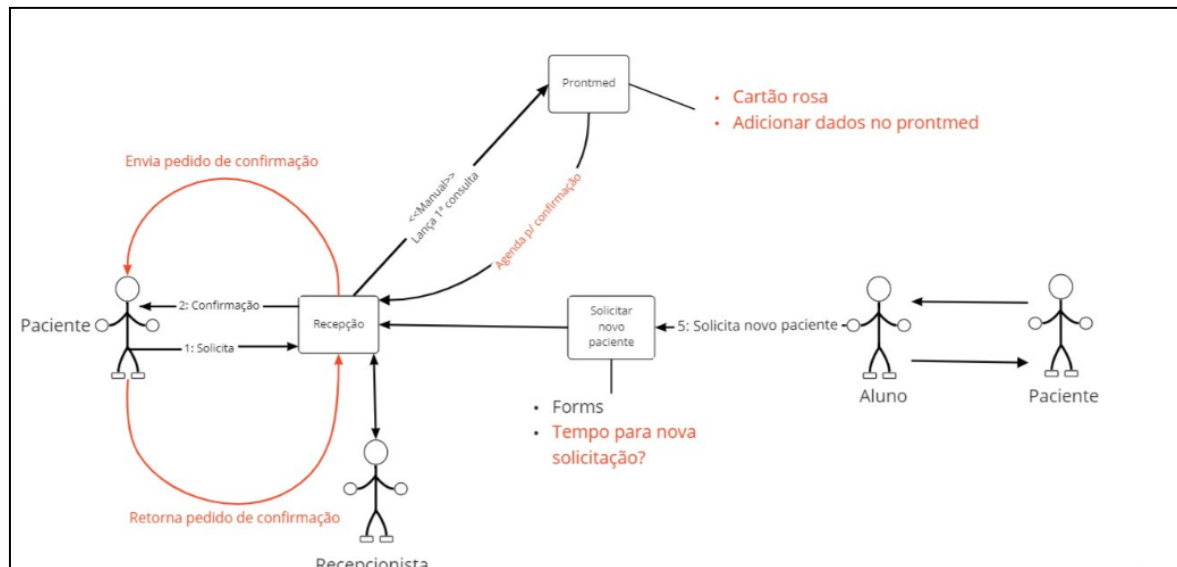 Prontmed
• Cartão rosa
• Adicionar dados no prontmed
Envia pedido de confirmação
<<Manual>>
Lança 1ª consulta
Agenda p/ confirmação
2: Confirmação
Paciente
Recepção
1: Solicita
Solicitar
novo
paciente
5: Solicita novo paciente
Aluno
Paciente
• Forms
• Tempo para nova
solicitação?
Retorna pedido de confirmação
Recepcionista